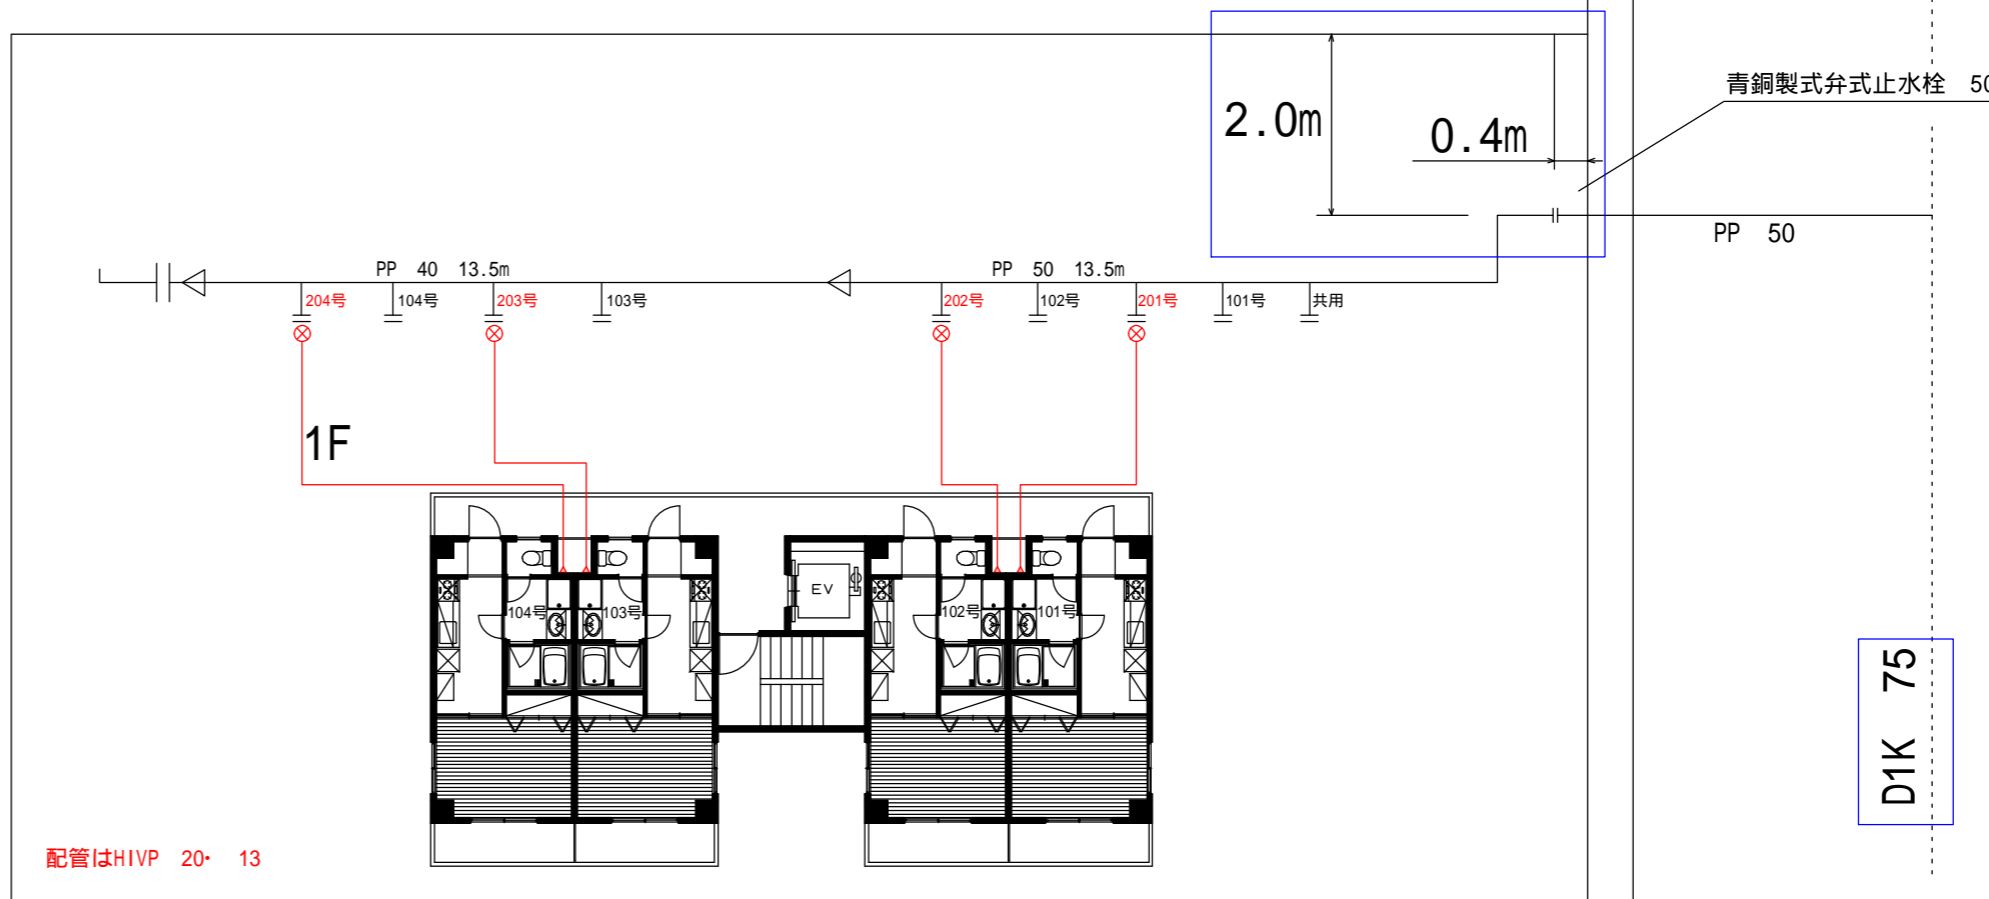 青銅製式弁式止水栓 50
2.0m
0.4m
PP 50
PP 40 13.5m
PP 50 13.5m
204号
104号
203号
103号
202号
102号
201号
101号
共用
1F
EV
104号
103号
102号
101号
D1K 75
配管はHIVP 20・ 13